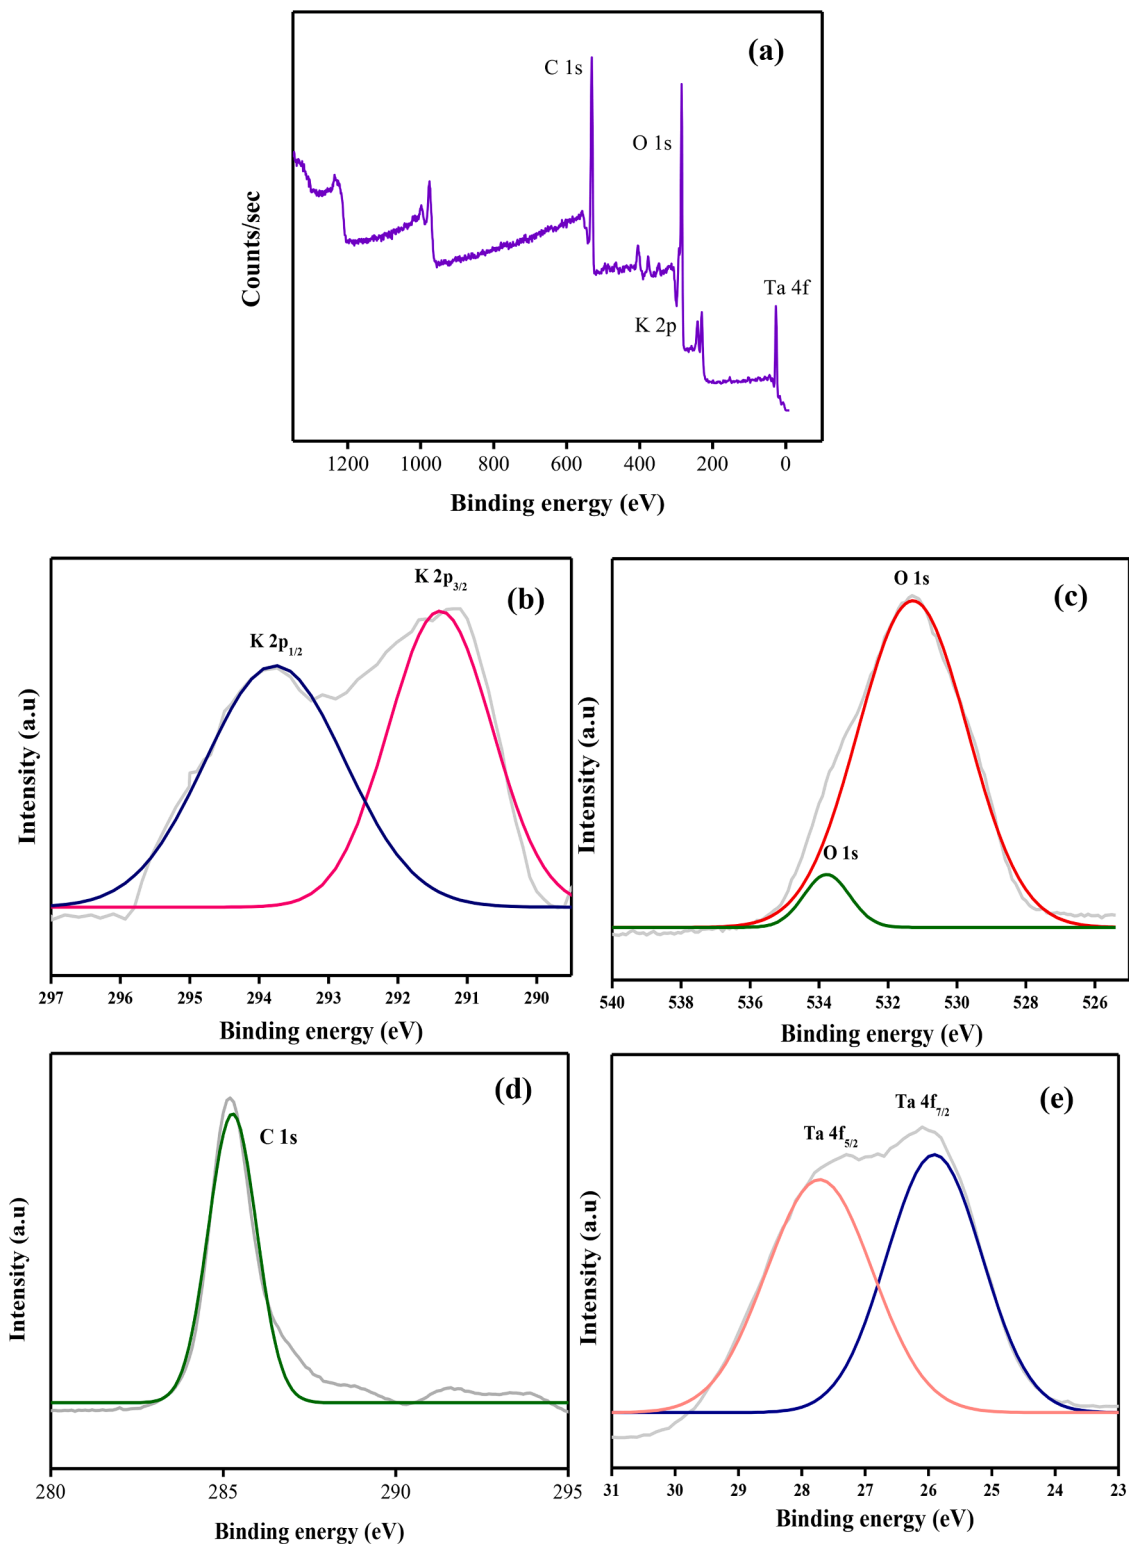 (a)
C 1s
O 1s
K 2p
Ta 4f
Counts/sec
1200 1000 800 600 400 200 0
Binding energy (eV)
(b)
K 2p3/2
K 2p1/2
Intensity (a.u)
297 296 295 294 293 292 291 290
Binding energy (eV)
(c)
O 1s
O 1s
Intensity (a.u)
540 538 536 534 532 530 528 526
Binding energy (eV)
(d)
C 1s
Intensity (a.u)
280 285 290 295
Binding energy (eV)
(e)
Ta 4f7/2
Ta 4f5/2
Intensity (a.u)
31 30 29 28 27 26 25 24 23
Binding energy (eV)